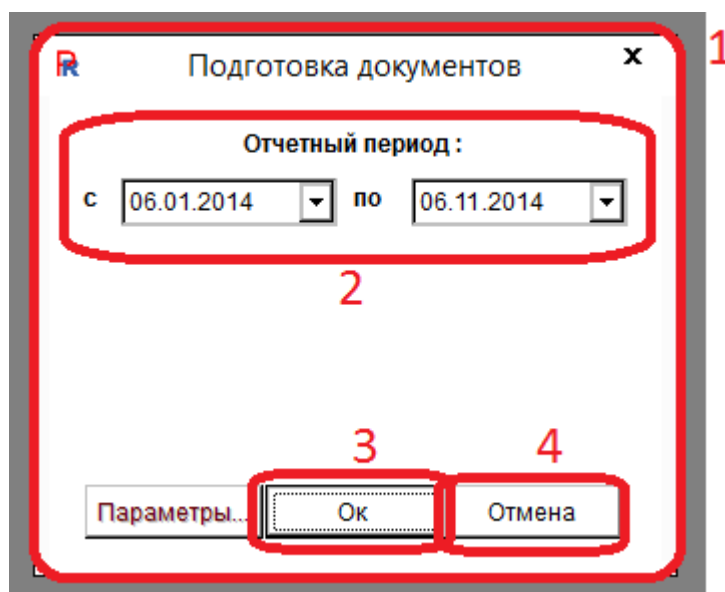 1
Подготовка документов x
Отчетный период :
с 06.01.2014 по 06.11.2014
2
3 4
Параметры... Ок Отмена